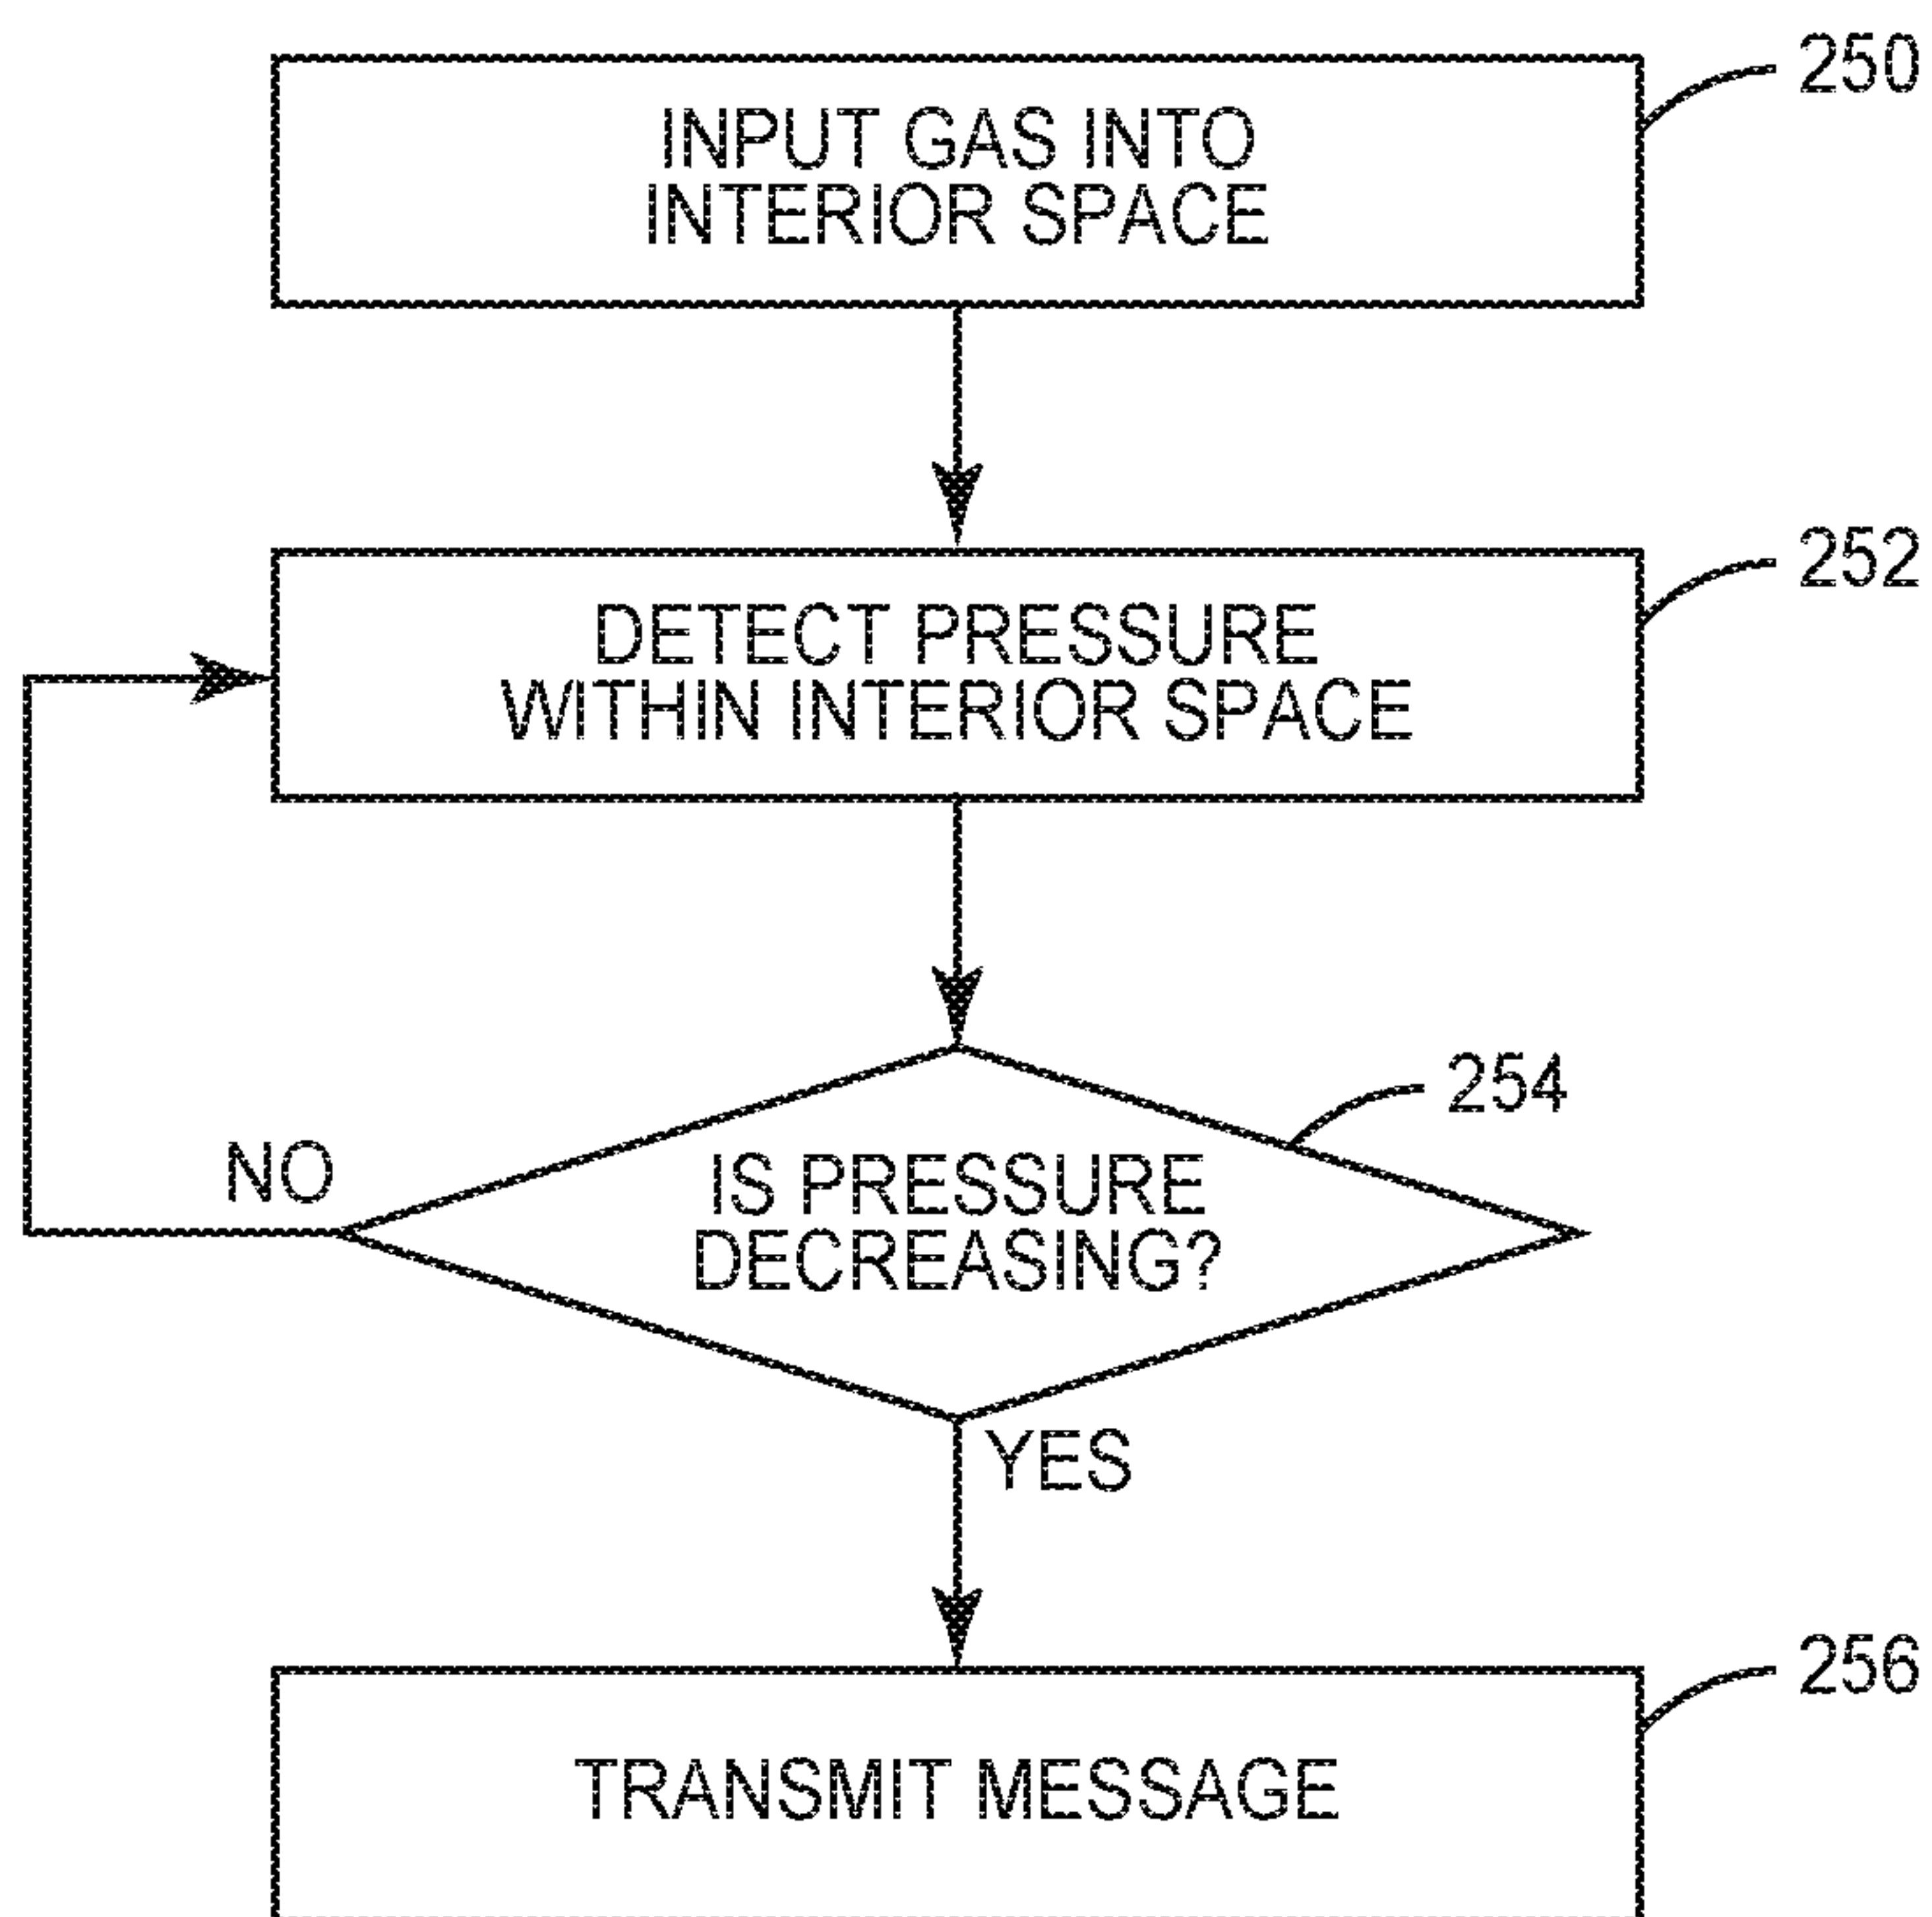 250
INPUT GAS INTO
INTERIOR SPACE
252
DETECT PRESSURE
WITHIN INTERIOR SPACE
254
NO
IS PRESSURE
DECREASING?
YES
256
TRANSMIT MESSAGE